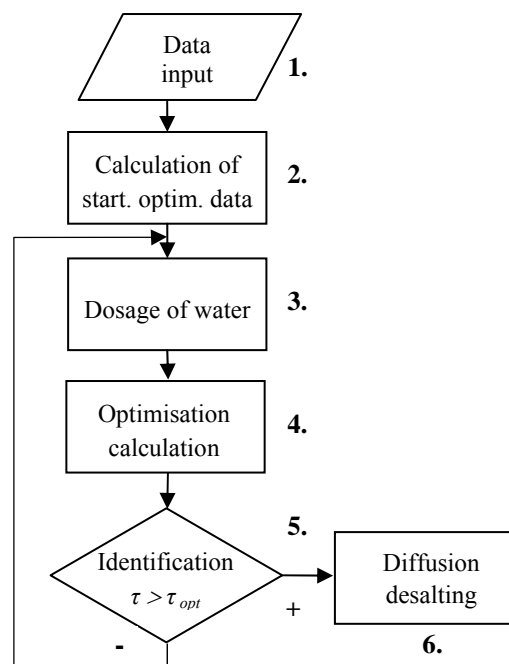 Data
input
1.
Calculation of
start. optim. data
2.
Dosage of water
3.
Optimisation
calculation
4.
5.
Identification
τ > τ opt
+
-
Diffusion
desalting
6.